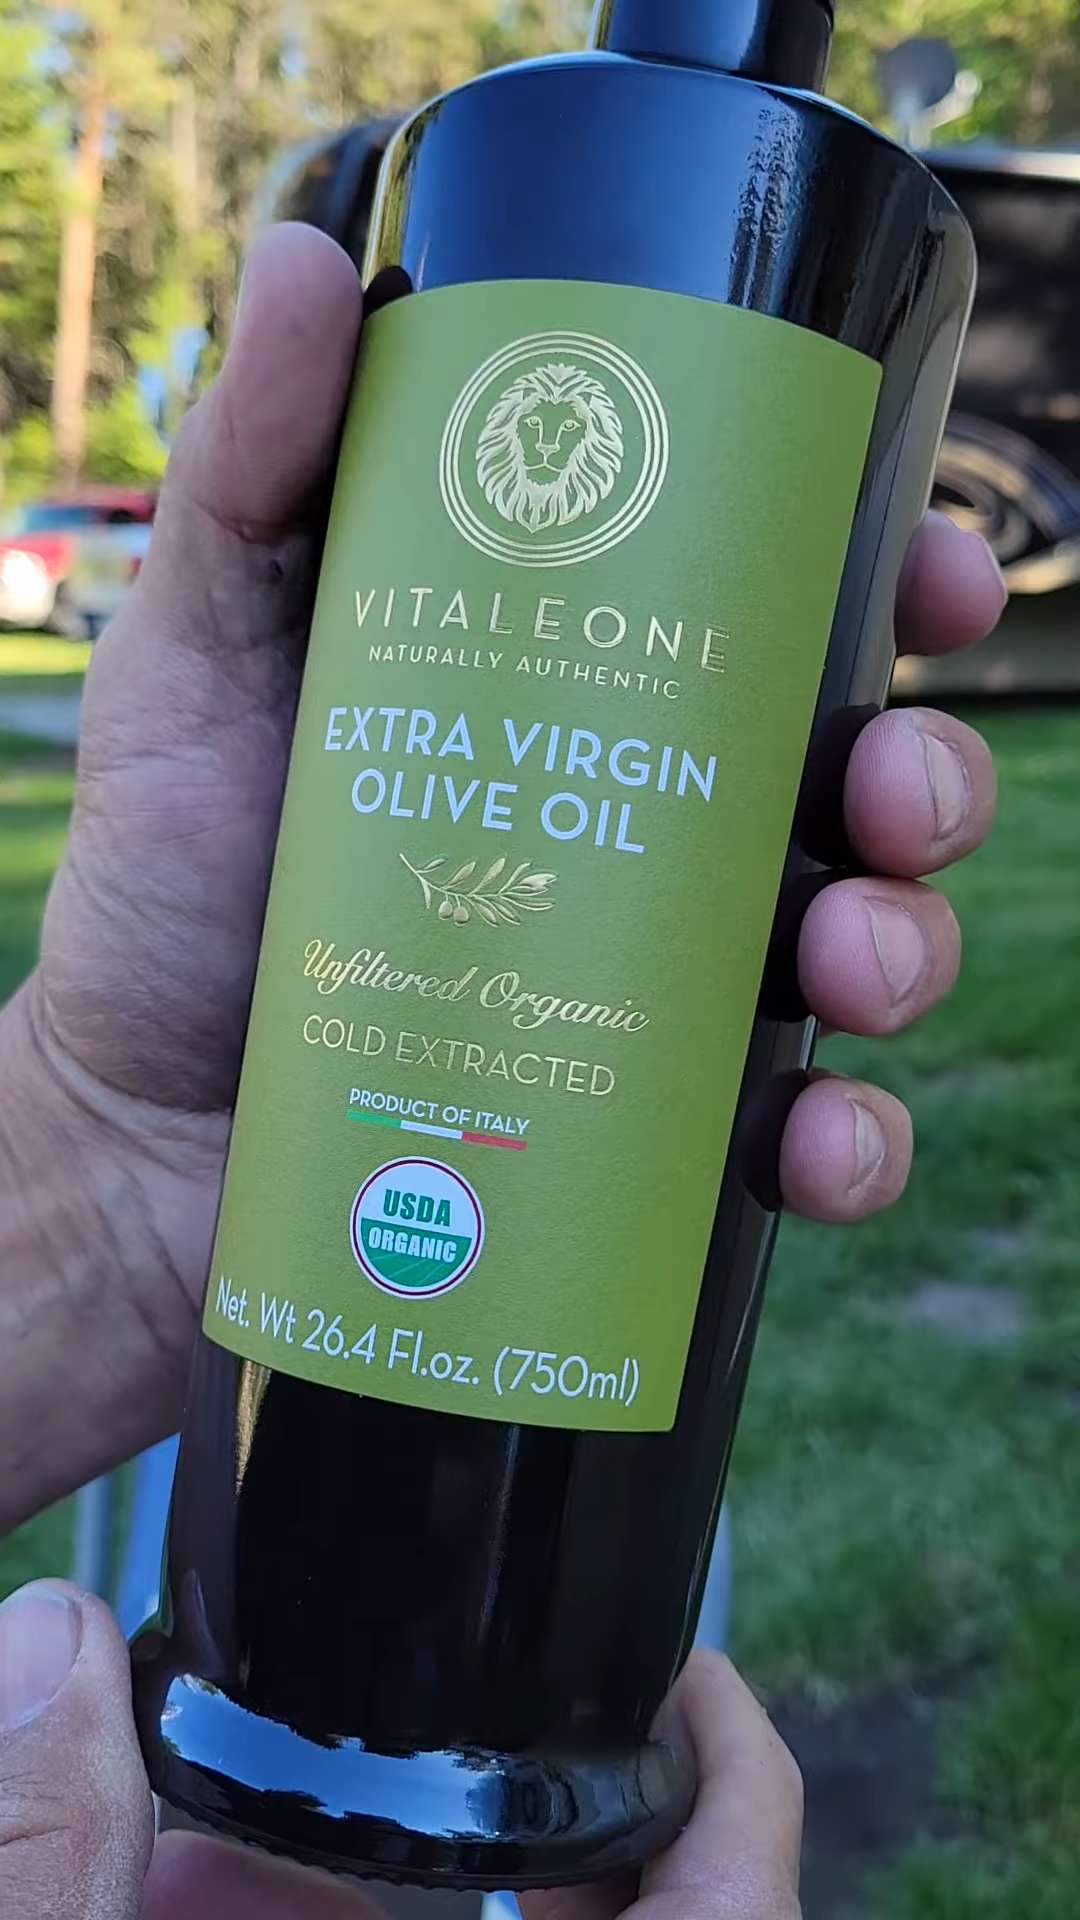 VITALEONE
NATURALLY AUTHENTIC
EXTRA VIRGIN
OLIVE OIL
Unfiltered Organic
COLD EXTRACTED
PRODUCT OF ITALY
USDA
ORGANIC
Net. Wt 26.4 Fl.oz. (750ml)